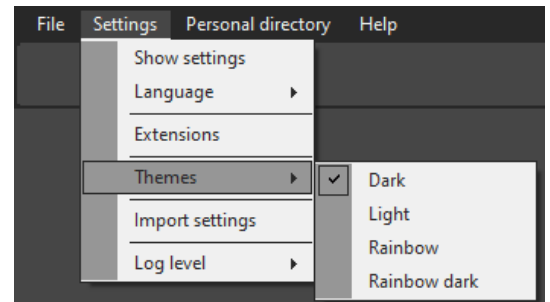 File Settings Personal directory Help
Show settings
Language
Extensions
Themes
Dark
Light
Rainbow
Rainbow dark
Import settings
Log level